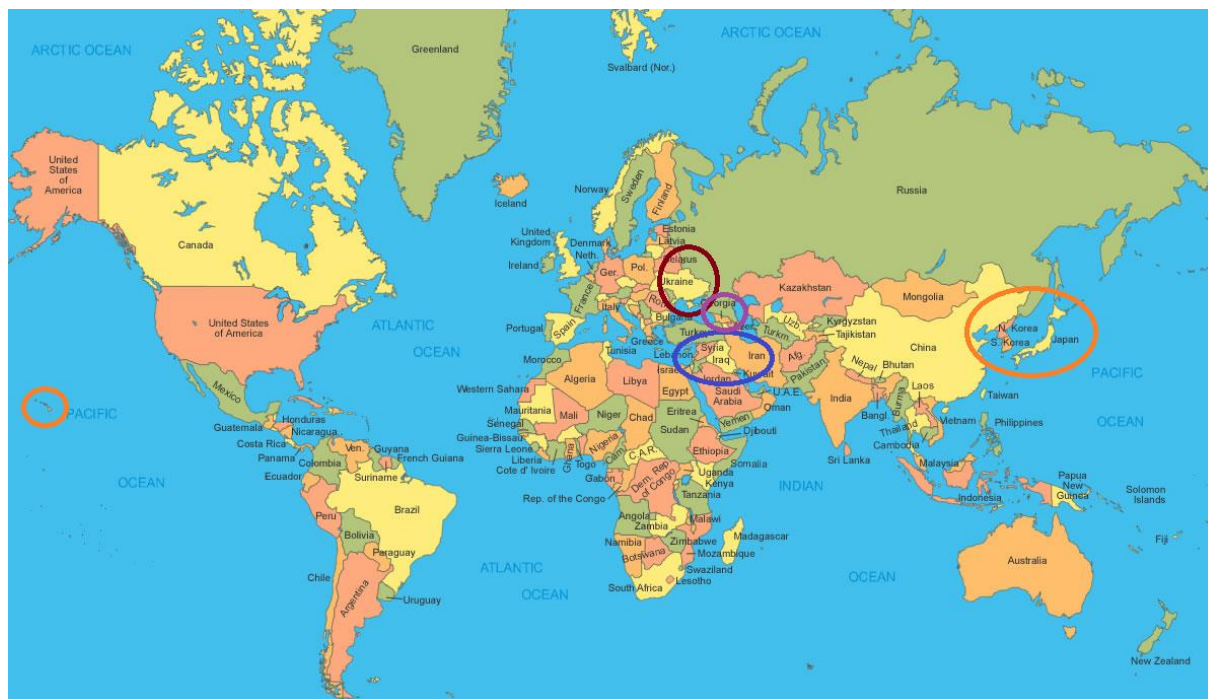 ARCTIC OCEAN
Greenland
Svalbard (Nor.)
ARCTIC OCEAN
United
States
of
America
Canada
Iceland
Norway
Sweden
Finland
Russia
Estonia
Latvia
Belarus
United
Kingdom
Denmark
Neth.
Ireland
Ger.
Pol.
Ukraine
France
Rom
Georgia
Kazakhstan
Mongolia
Italy
Bulgaria
Portugal
Spain
Greece
Turkey
Uzb.
Turkm.
Kyrgyzstan
Tajikistan
China
N. Korea
S. Korea
Japan
United States
of America
ATLANTIC
OCEAN
Tunisia
Lebanon
Syria
Iraq
Iran
Afg.
Israel
Jordan
Kuwait
Pakistan
Nepal
Bhutan
PACIFIC
OCEAN
Morocco
Algeria
Libya
Egypt
Saudi
Arabia
U.A.E.
Oman
Yemen
India
Bangl.
Burma
Laos
Taiwan
Mexico
PACIFIC
OCEAN
Western Sahara
Mauritania
Mali
Niger
Chad
Sudan
Eritrea
Djibouti
Vietnam
Thailand
Cambodia
Philippines
Honduras
Guatemala
Nicaragua
Costa Rica
Panama
Senegal
Guinea-Bissau
Sierra Leone
Liberia
Cote d' Ivoire
Ghana
Togo
Nigeria
Cam.
C.A.R.
Ethiopia
Somalia
Sri Lanka
Malaysia
Ven.
Guyana
French Guiana
Colombia
Suriname
Ecuador
Gabon
Rep. of the Congo
Dem. Rep
of Congo
Uganda
Kenya
Tanzania
INDIAN
OCEAN
Indonesia
Papua
New
Guinea
Solomon
Islands
Peru
Brazil
Bolivia
Paraguay
Chile
Argentina
Uruguay
Angola
Zambia
Malawi
Zimbabwe
Mozambique
Madagascar
Namibia
Botswana
Swaziland
Lesotho
South Africa
ATLANTIC
OCEAN
Fiji
Australia
New Zealand